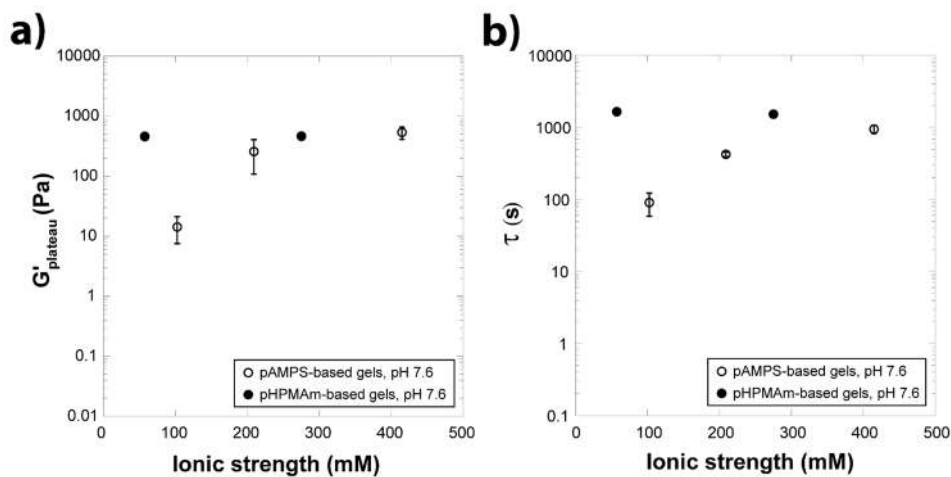 a)
10000
1000
100
10
1
0.1
0.01
G'plateau (Pa)
pAMPS-based gels, pH 7.6
pHPMAm-based gels, pH 7.6
0 100 200 300 400 500
Ionic strength (mM)
b)
10000
1000
100
10
1
0.1
τ (s)
pAMPS-based gels, pH 7.6
pHPMAm-based gels, pH 7.6
0 100 200 300 400 500
Ionic strength (mM)